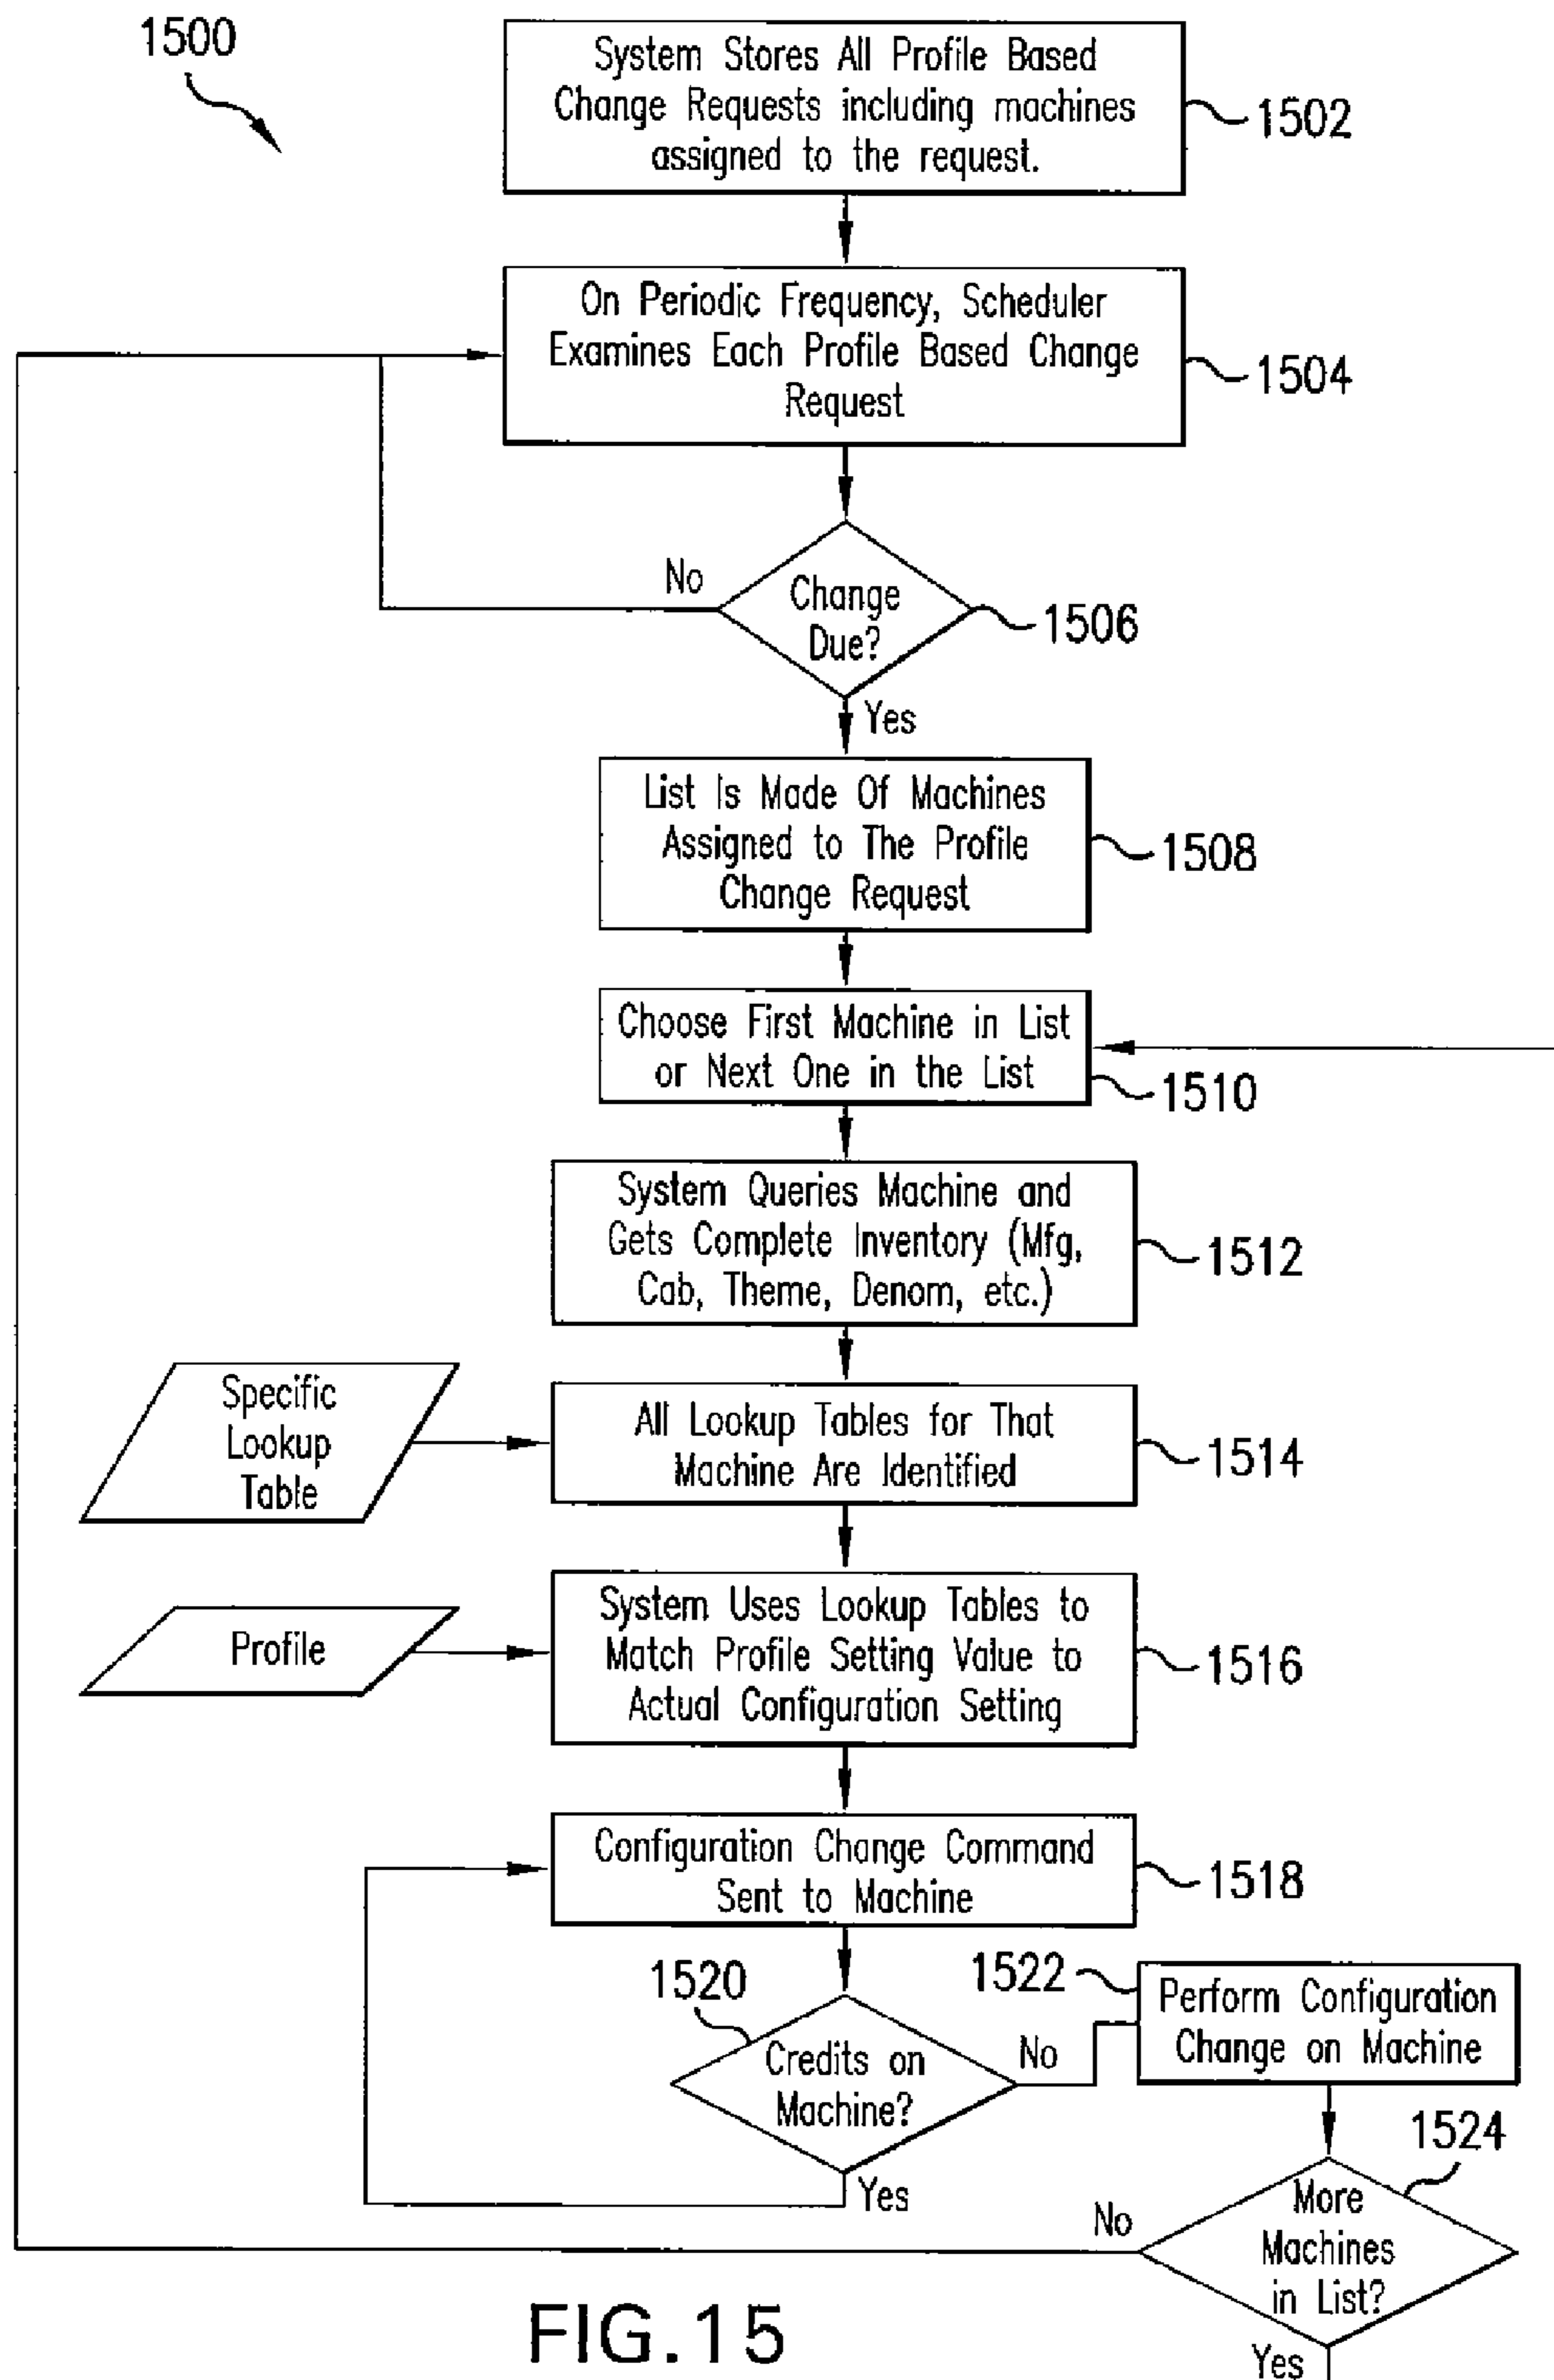 1500
System Stores All Profile Based
Change Requests including machines
assigned to the request.
1502
On Periodic Frequency, Scheduler
Examines Each Profile Based Change
Request
1504
No
Change
Due?
1506
Yes
List Is Made Of Machines
Assigned to The Profile
Change Request
1508
Choose First Machine in List
or Next One in the List
1510
System Queries Machine and
Gets Complete Inventory (Mfg,
Cab, Theme, Denom, etc.)
1512
Specific
Lookup
Table
All Lookup Tables for That
Machine Are Identified
1514
Profile
System Uses Lookup Tables to
Match Profile Setting Value to
Actual Configuration Setting
1516
Configuration Change Command
Sent to Machine
1518
1520
Credits on
Machine?
No
Yes
1522
Perform Configuration
Change on Machine
1524
More
Machines
in List?
No
Yes
FIG.15